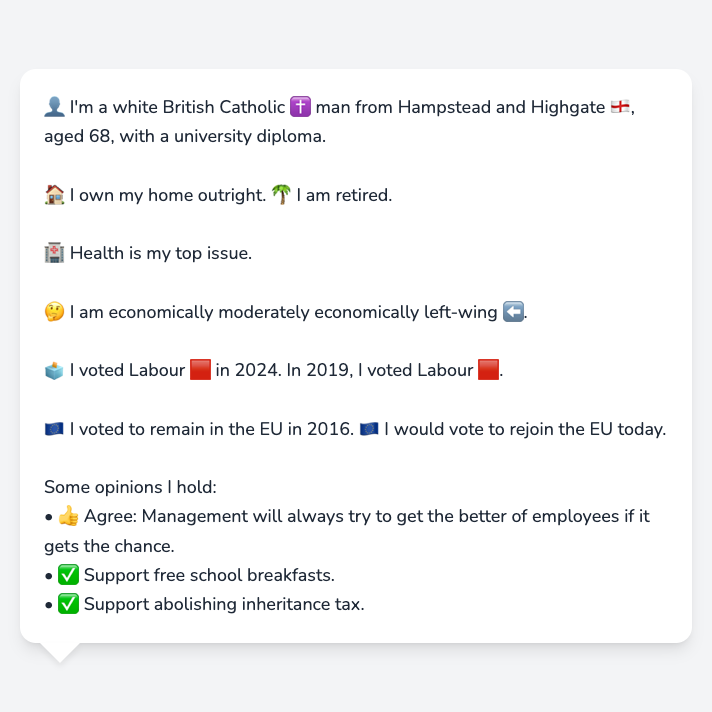 👤 I'm a white British Catholic ✝️ man from Hampstead and Highgate 🏴󠁧󠁢󠁥󠁮󠁧󠁿,
aged 68, with a university diploma.
🏠 I own my home outright. 🌴 I am retired.
🏥 Health is my top issue.
🤔 I am economically moderately economically left-wing ⬅️.
🗳️ I voted Labour 🟥 in 2024. In 2019, I voted Labour 🟥.
🇪🇺 I voted to remain in the EU in 2016. 🇪🇺 I would vote to rejoin the EU today.
Some opinions I hold:
• 👍 Agree: Management will always try to get the better of employees if it
gets the chance.
• ✅ Support free school breakfasts.
• ✅ Support abolishing inheritance tax.